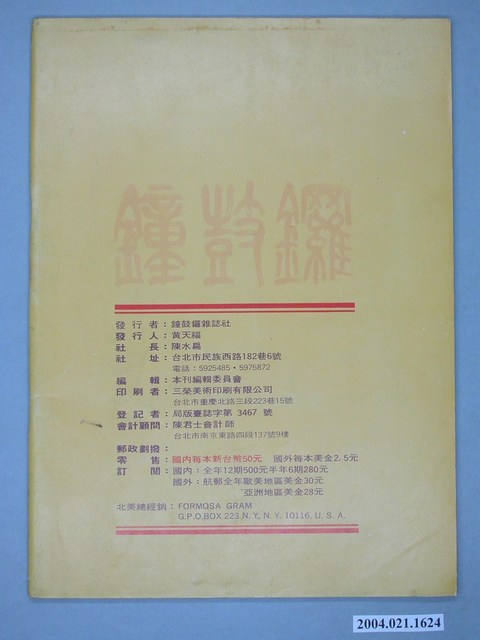 鐘鼓鑼
發行者：鐘鼓鑼雜誌社
發行人：黃天福
社長：陳水扁
社址：台北市民族西路182巷6號
電話：5925485・5975872
編輯：本刊編輯委員會
印刷者：三榮美術印刷有限公司
台北市重慶北路三段223巷15號
登記者：局版臺誌字第 3467 號
會計顧問：陳君士會計師
台北市南京東路四段137號9樓
郵政劃撥：
零售：國內每本新台幣50元 國外每本美金2.5元
訂閱：國內：全年12期500元半年6期280元
國外：航郵全年歐美地區美金30元
亞洲地區美金28元
北美總經銷：FORMOSA GRAM
G.P.O.BOX 223 N.Y, N.Y. 10116, U.S.A.
2004.021.1624